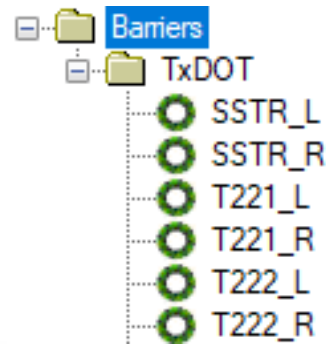 Barriers
TxDOT
SSTR_L
SSTR_R
T221_L
T221_R
T222_L
T222_R